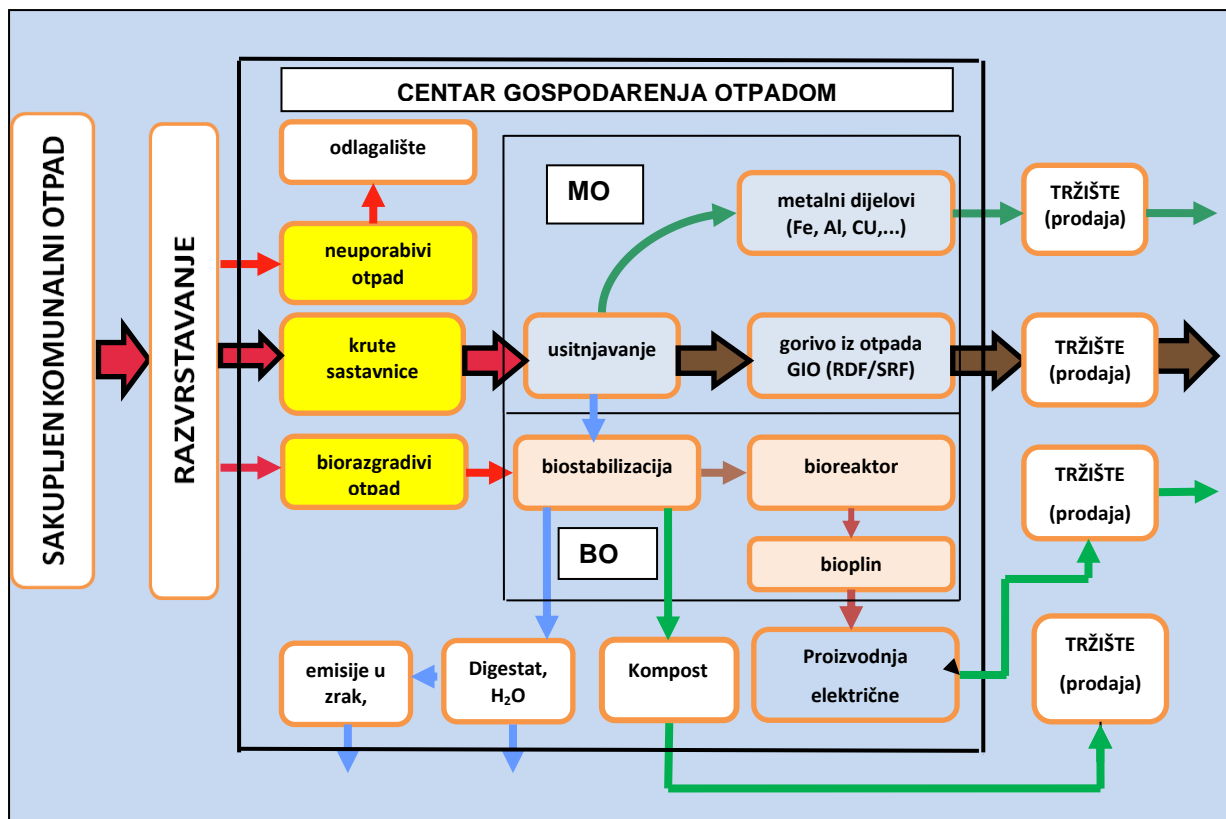 SAKUPLJEN KOMUNALNI OTPAD
RAZVRSTAVANJE
CENTAR GOSPODARENJA OTPADOM
odlagalište
neuporabivi
otpad
krute
sastavnice
biorazgradivi
otpad
MO
metalni dijelovi
(Fe, Al, CU,...)
usitnjavanje
gorivo iz otpada
GIO (RDF/SRF)
biostabilizacija
bioreaktor
BO
bioplin
emisije u
zrak,
Digestat,
H₂O
Kompost
Proizvodnja
električne
TRŽIŠTE
(prodaja)
TRŽIŠTE
(prodaja)
TRŽIŠTE
(prodaja)
TRŽIŠTE
(prodaja)